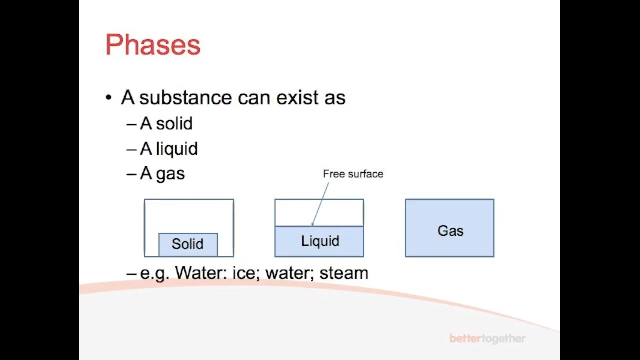 Phases
• A substance can exist as
– A solid
– A liquid
– A gas
Free surface
Solid
Liquid
Gas
– e.g. Water: ice; water; steam
bettertogether